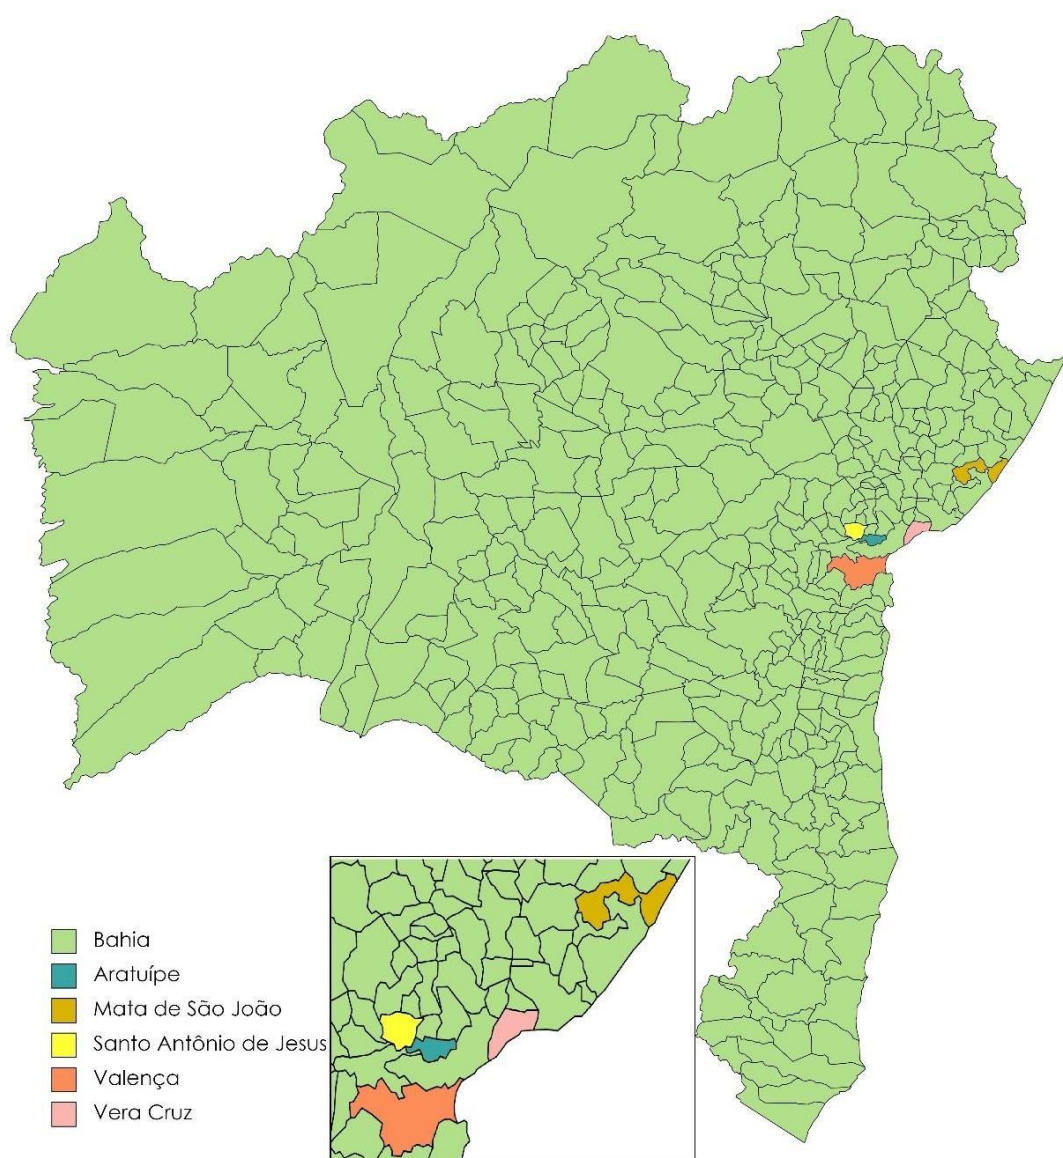 Bahia
Aratuípe
Mata de São João
Santo Antônio de Jesus
Valença
Vera Cruz